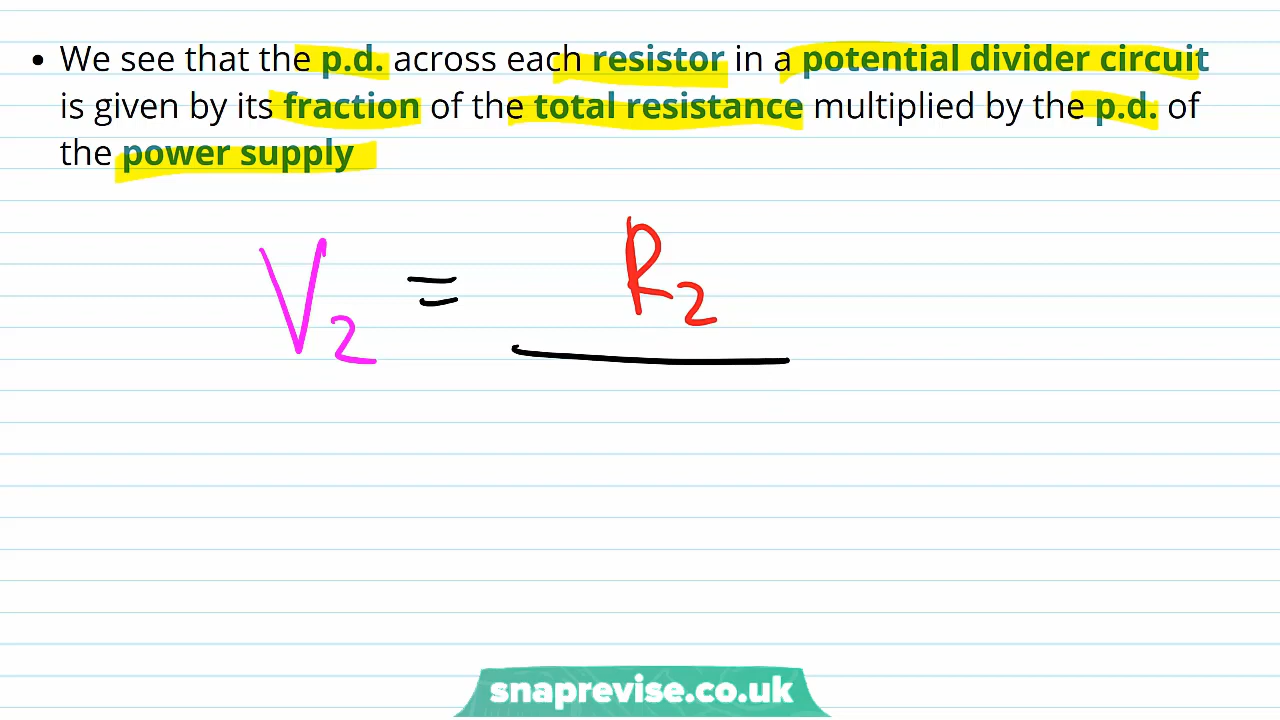 • We see that the p.d. across each resistor in a potential divider circuit
is given by its fraction of the total resistance multiplied by the p.d. of
the power supply
V₂ = R₂
snaprevise.co.uk